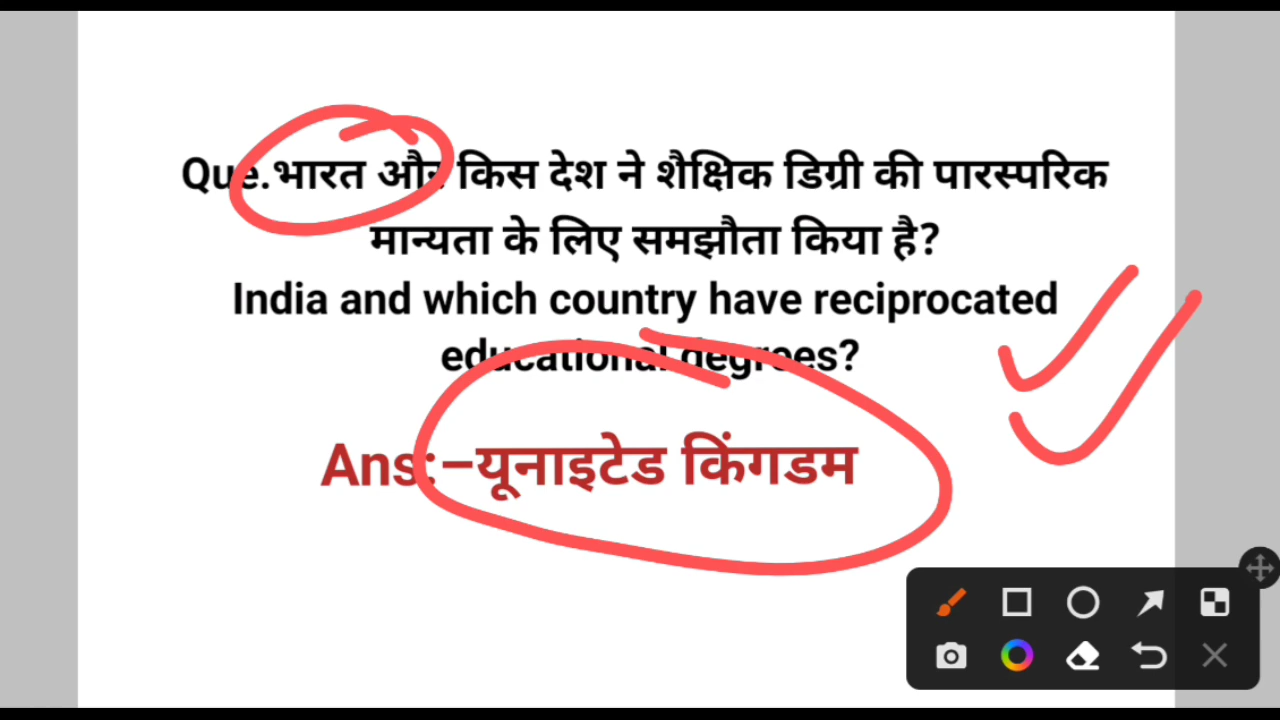 Que.भारत और किस देश ने शैक्षिक डिग्री की पारस्परिक
मान्यता के लिए समझौता किया है?
India and which country have reciprocated
educational degrees?
Ans:–यूनाइटेड किंगडम